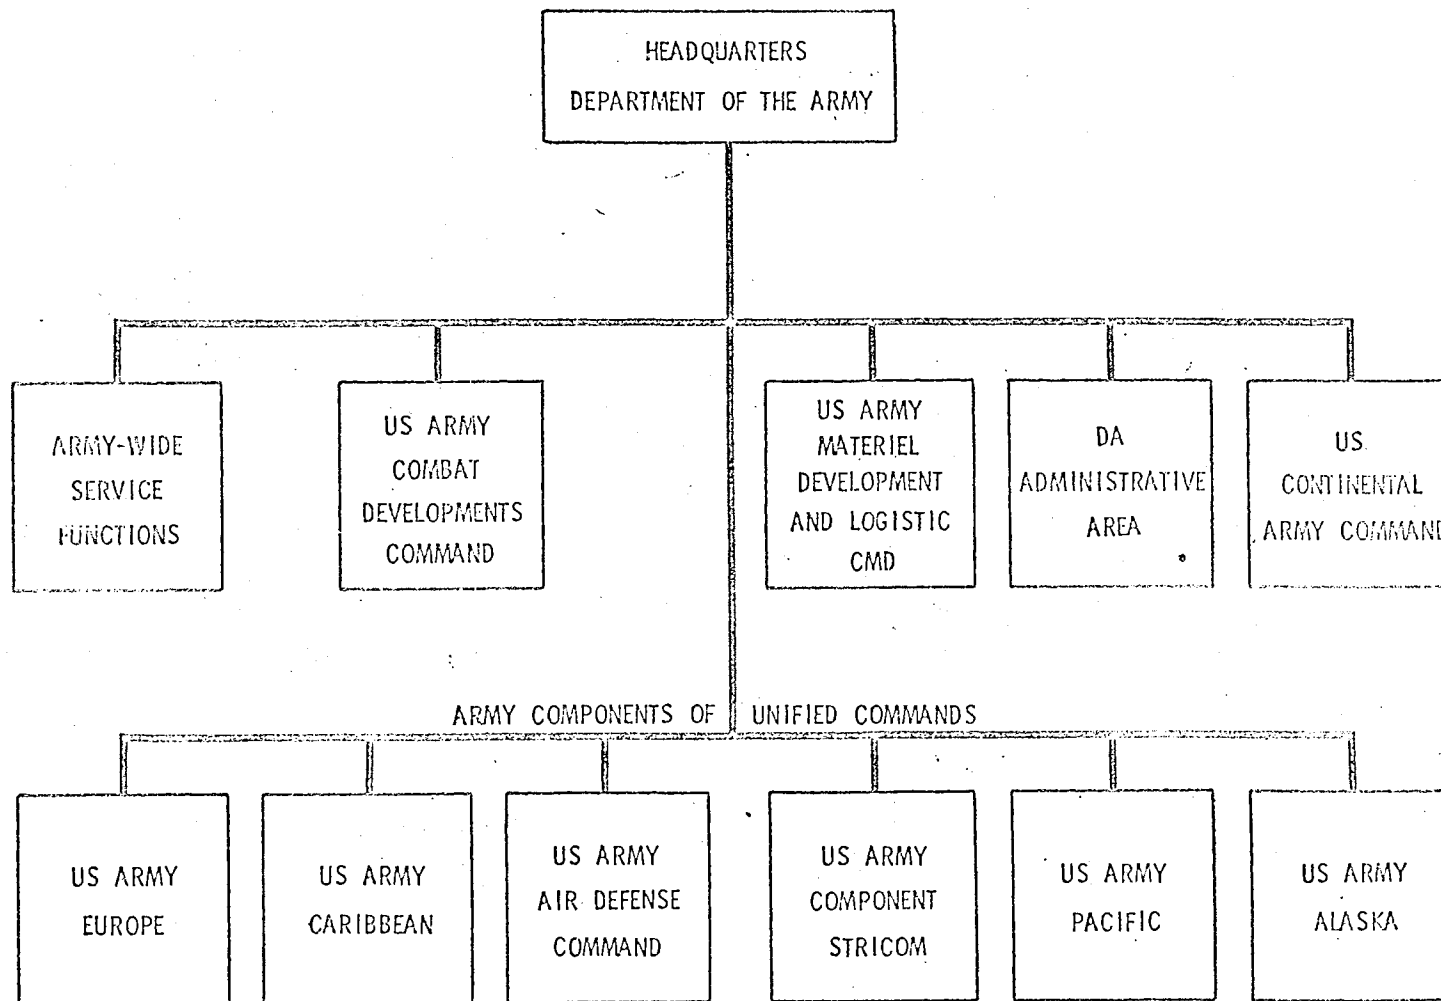 HEADQUARTERS
DEPARTMENT OF THE ARMY
ARMY-WIDE
SERVICE
FUNCTIONS
US ARMY
COMBAT
DEVELOPMENTS
COMMAND
US ARMY
MATERIEL
DEVELOPMENT
AND LOGISTIC
CMD
DA
ADMINISTRATIVE
AREA
US
CONTINENTAL
ARMY COMMAND
ARMY COMPONENTS OF UNIFIED COMMANDS
US ARMY
EUROPE
US ARMY
CARIBBEAN
US ARMY
AIR DEFENSE
COMMAND
US ARMY
COMPONENT
STRICOM
US ARMY
PACIFIC
US ARMY
ALASKA